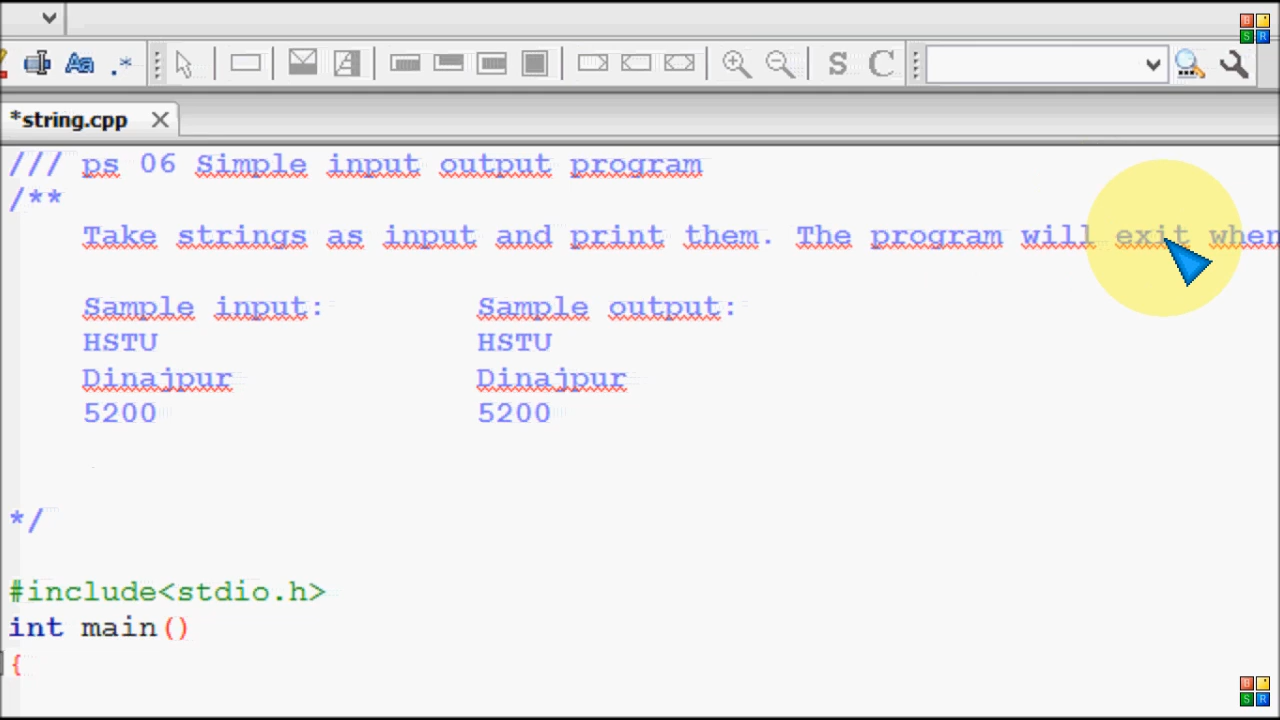 *string.cpp
/// ps 06 Simple input output program
/**
Take strings as input and print them. The program will exit when
Sample input: Sample output:
HSTU HSTU
Dinajpur Dinajpur
5200 5200
*/
#include<stdio.h>
int main()
{